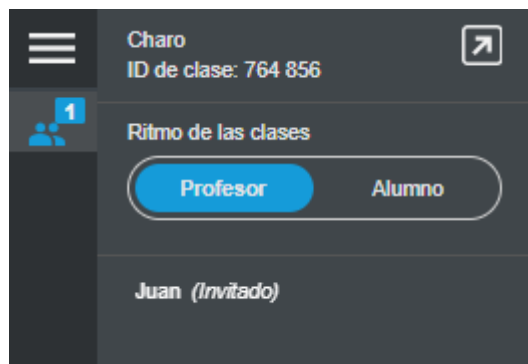 Charo
ID de clase: 764 856
1
Ritmo de las clases
Profesor Alumno
Juan (Invitado)